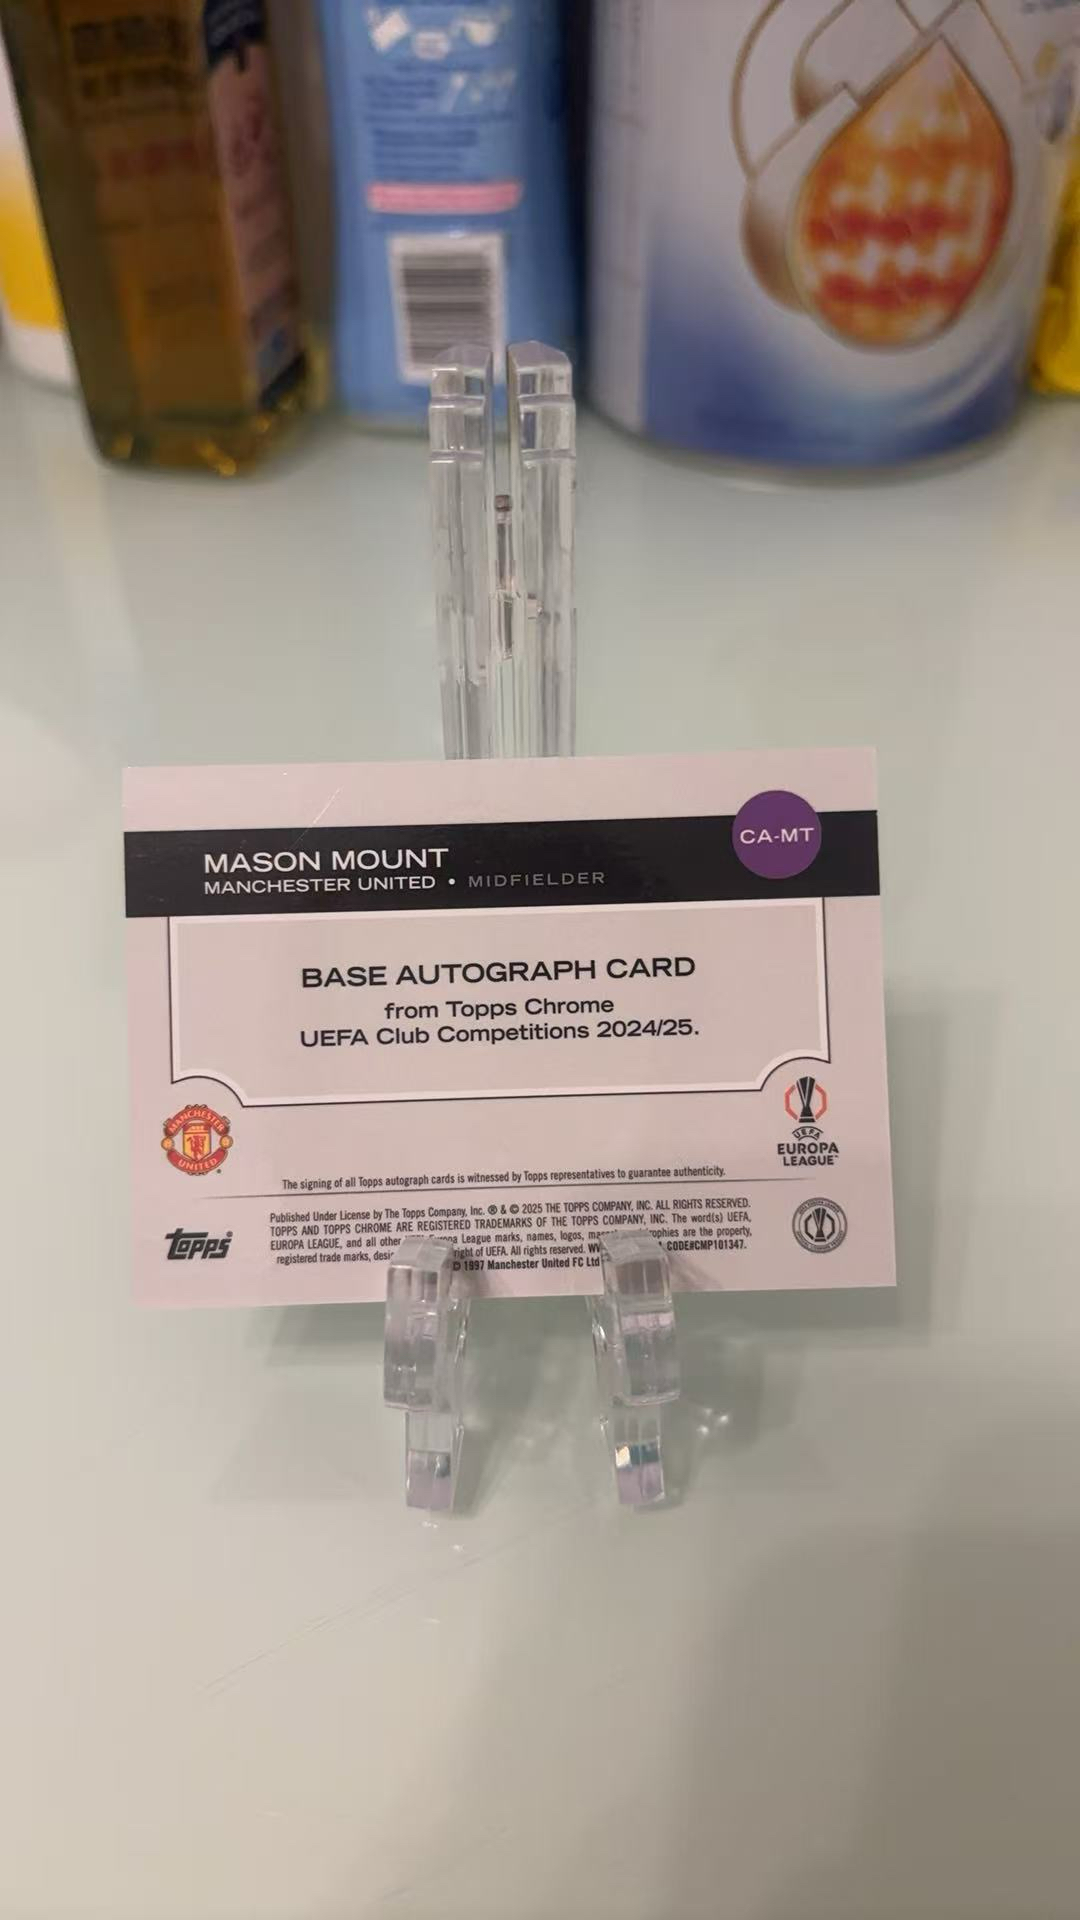 MASON MOUNT
MANCHESTER UNITED • MIDFIELDER
CA-MT
BASE AUTOGRAPH CARD
from Topps Chrome
UEFA Club Competitions 2024/25.
MANCHESTER
UNITED
UEFA
EUROPA
LEAGUE
The signing of all Topps autograph cards is witnessed by Topps representatives to guarantee authenticity.
Topps
Published Under License by The Topps Company, Inc. ® & © 2025 THE TOPPS COMPANY, INC. ALL RIGHTS RESERVED.
TOPPS AND TOPPS CHROME ARE REGISTERED TRADEMARKS OF THE TOPPS COMPANY, INC. The word(s) UEFA,
EUROPA LEAGUE, and all other League marks, names, logos, are the property,
registered trade marks, of UEFA. All rights reserved. CODE#CMP101347.
© 1997 Manchester United FC Ltd